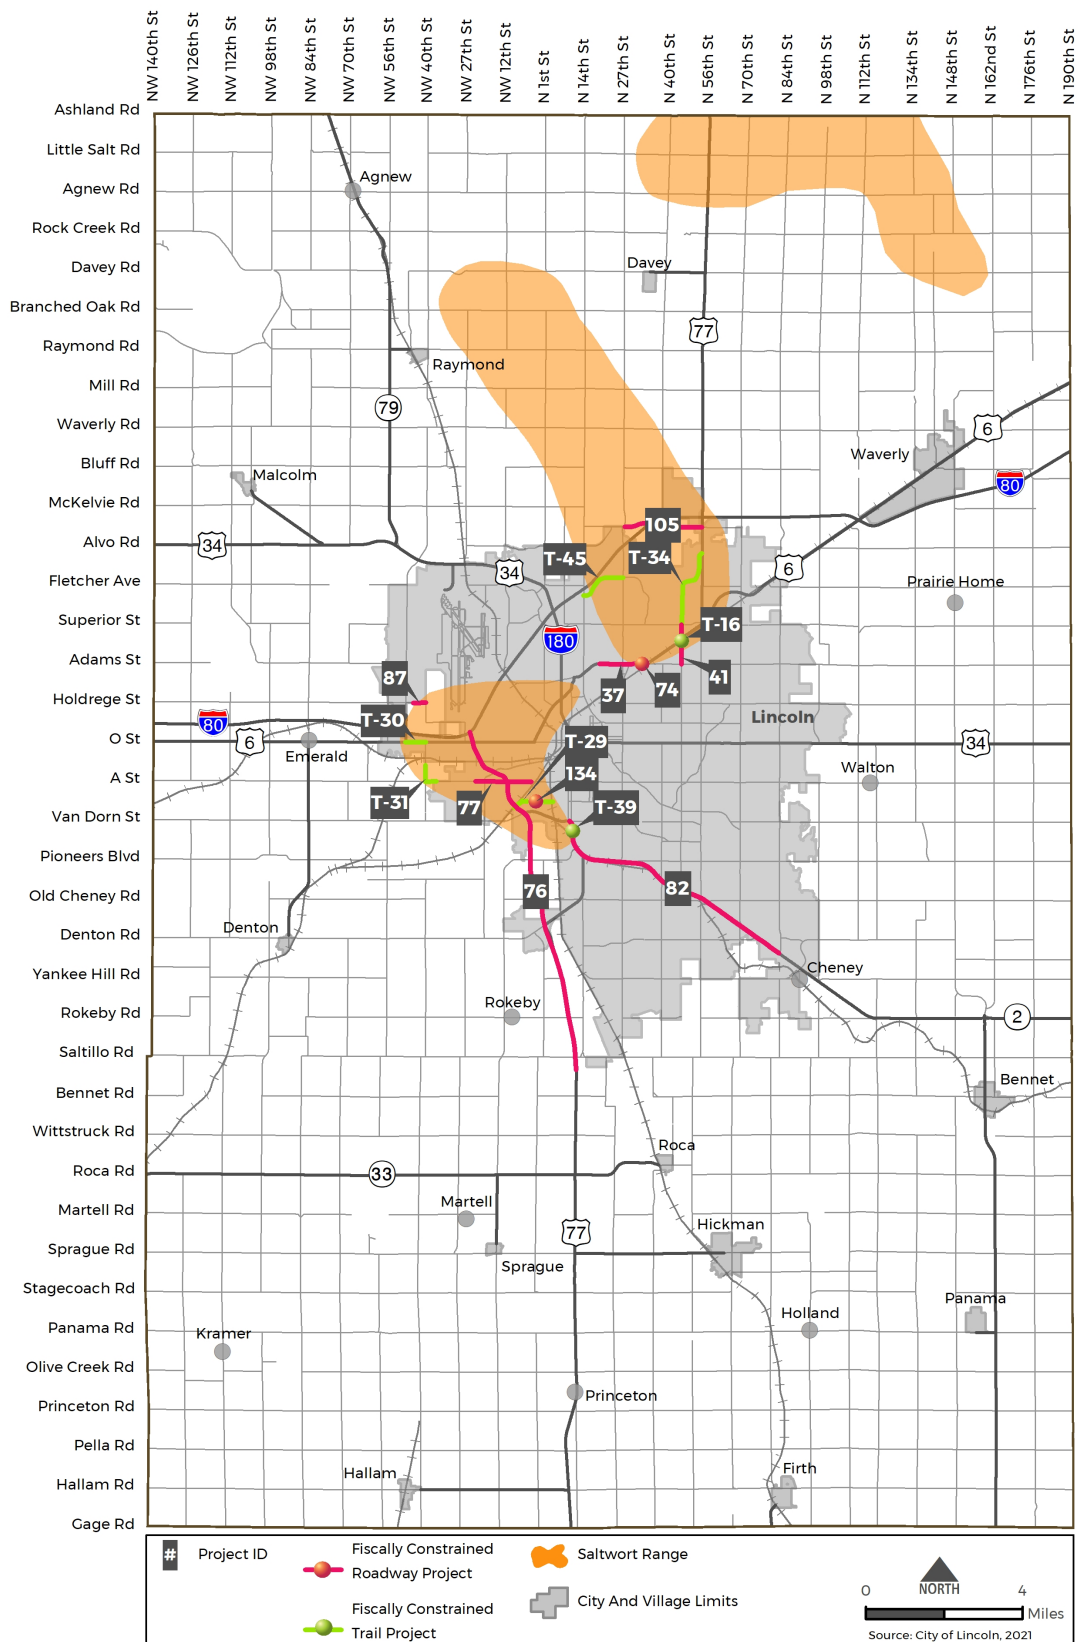 NW 140th St
NW 126th St
NW 112th St
NW 98th St
NW 84th St
NW 70th St
NW 56th St
NW 40th St
NW 27th St
NW 12th St
N 1st St
N 14th St
N 27th St
N 40th St
N 56th St
N 70th St
N 84th St
N 98th St
N 112th St
N 134th St
N 148th St
N 162nd St
N 176th St
N 190th St
Ashland Rd
Little Salt Rd
Agnew Rd
Rock Creek Rd
Davey Rd
Branched Oak Rd
Raymond Rd
Mill Rd
Waverly Rd
Bluff Rd
McKelvie Rd
Alvo Rd
Fletcher Ave
Superior St
Adams St
Holdrege St
O St
A St
Van Dorn St
Pioneers Blvd
Old Cheney Rd
Denton Rd
Yankee Hill Rd
Rokeby Rd
Saltillo Rd
Bennet Rd
Wittstruck Rd
Roca Rd
Martell Rd
Sprague Rd
Stagecoach Rd
Panama Rd
Olive Creek Rd
Princeton Rd
Pella Rd
Hallam Rd
Gage Rd
Agnew
Davey
77
Raymond
79
6
Waverly
80
Malcolm
105
34
T-45
T-34
34
6
Prairie Home
T-16
180
87
37
74
41
Lincoln
80
T-30
6
Emerald
T-29
34
134
Walton
T-31
77
T-39
76
82
Denton
Cheney
Rokeby
2
Bennet
Roca
33
Martell
77
Hickman
Sprague
Panama
Holland
Kramer
Princeton
Hallam
Firth
#
Project ID
Fiscally Constrained
Roadway Project
Fiscally Constrained
Trail Project
Saltwort Range
City And Village Limits
NORTH
0
4
Miles
Source: City of Lincoln, 2021